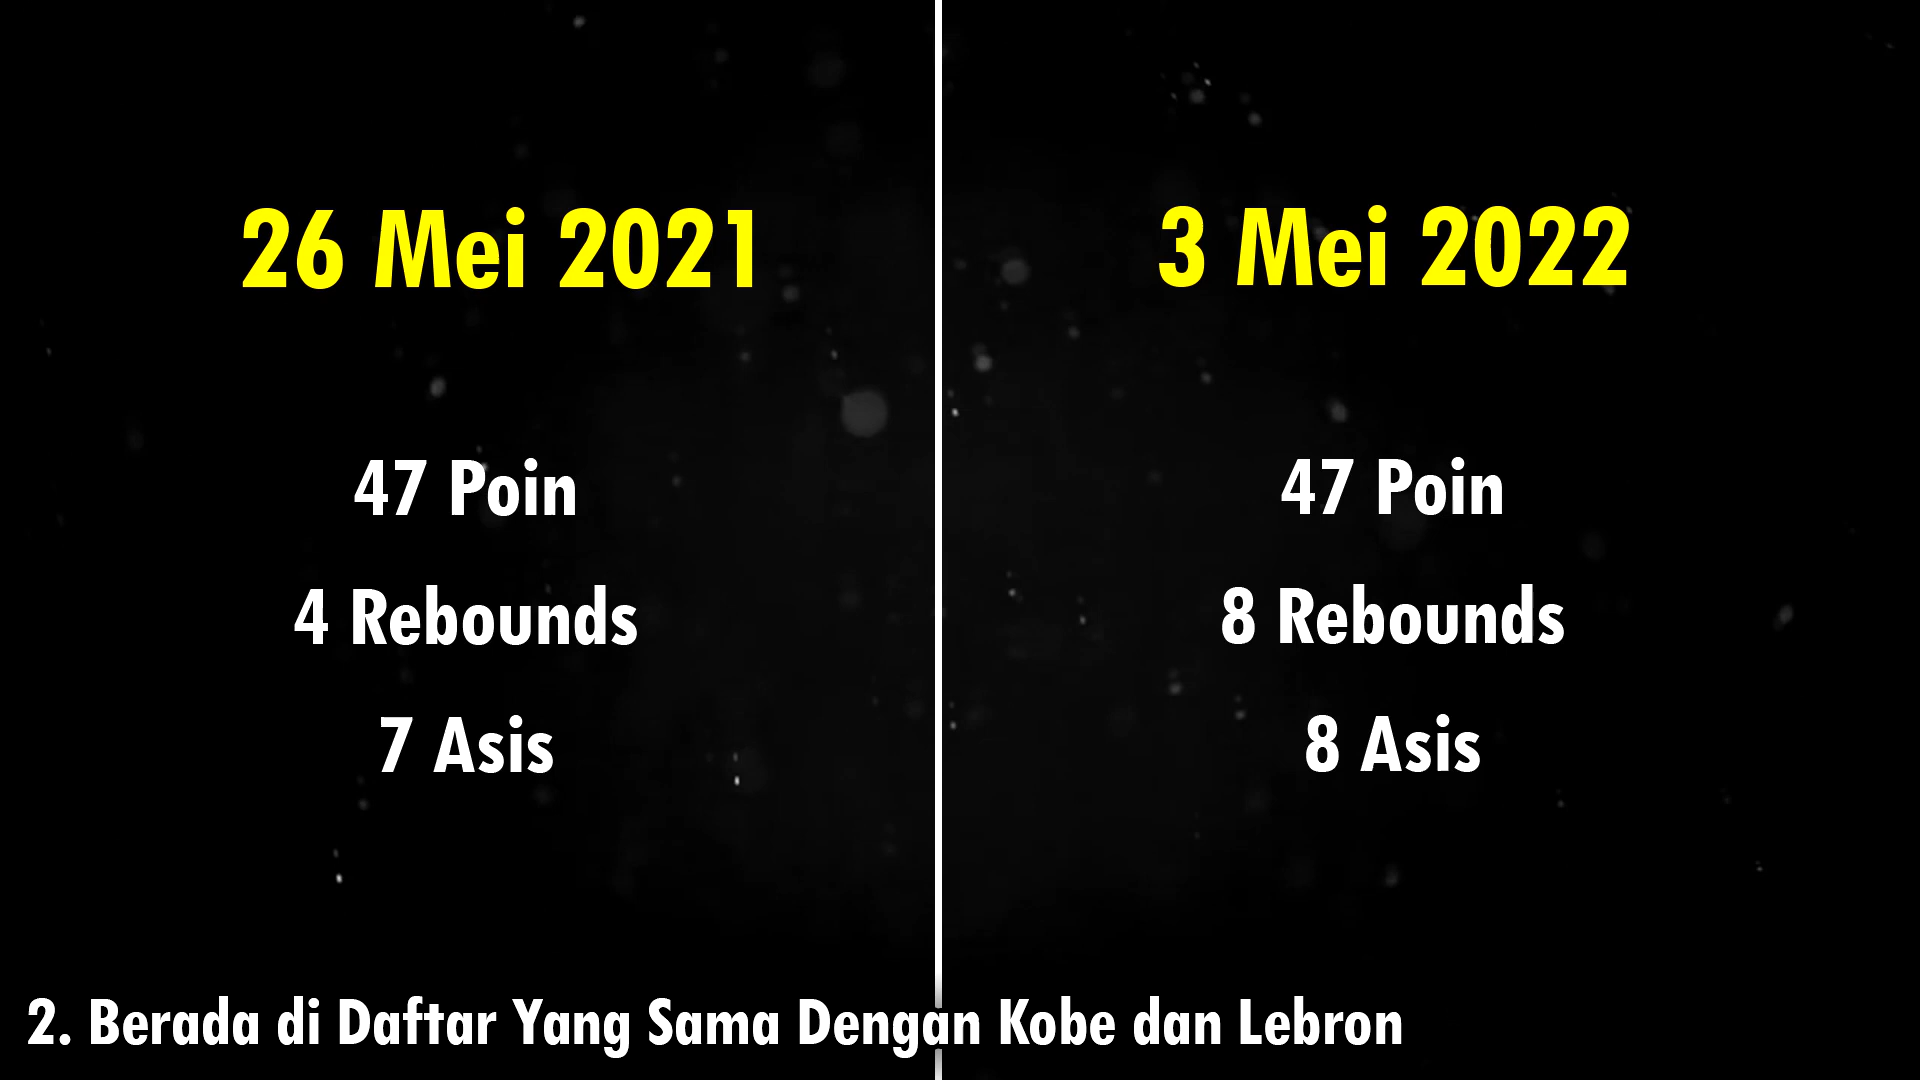 26 Mei 2021
47 Poin
4 Rebounds
7 Asis
3 Mei 2022
47 Poin
8 Rebounds
8 Asis
2. Berada di Daftar Yang Sama Dengan Kobe dan Lebron